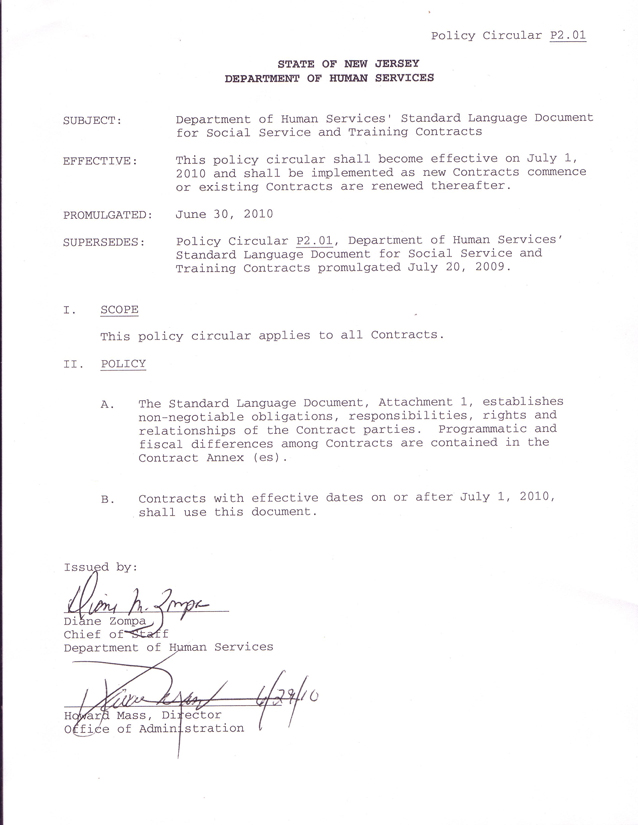 Policy Circular P2.01
STATE OF NEW JERSEY
DEPARTMENT OF HUMAN SERVICES
SUBJECT: Department of Human Services' Standard Language Document
for Social Service and Training Contracts
EFFECTIVE: This policy circular shall become effective on July 1,
2010 and shall be implemented as new Contracts commence
or existing Contracts are renewed thereafter.
PROMULGATED: June 30, 2010
SUPERSEDES: Policy Circular P2.01, Department of Human Services'
Standard Language Document for Social Service and
Training Contracts promulgated July 20, 2009.
I. SCOPE
This policy circular applies to all Contracts.
II. POLICY
A. The Standard Language Document, Attachment 1, establishes
non-negotiable obligations, responsibilities, rights and
relationships of the Contract parties. Programmatic and
fiscal differences among Contracts are contained in the
Contract Annex (es).
B. Contracts with effective dates on or after July 1, 2010,
shall use this document.
Issued by:
Diane M. Zompa
Diane Zompa
Chief of Staff
Department of Human Services
6/29/10
Howard Mass, Director
Office of Administration